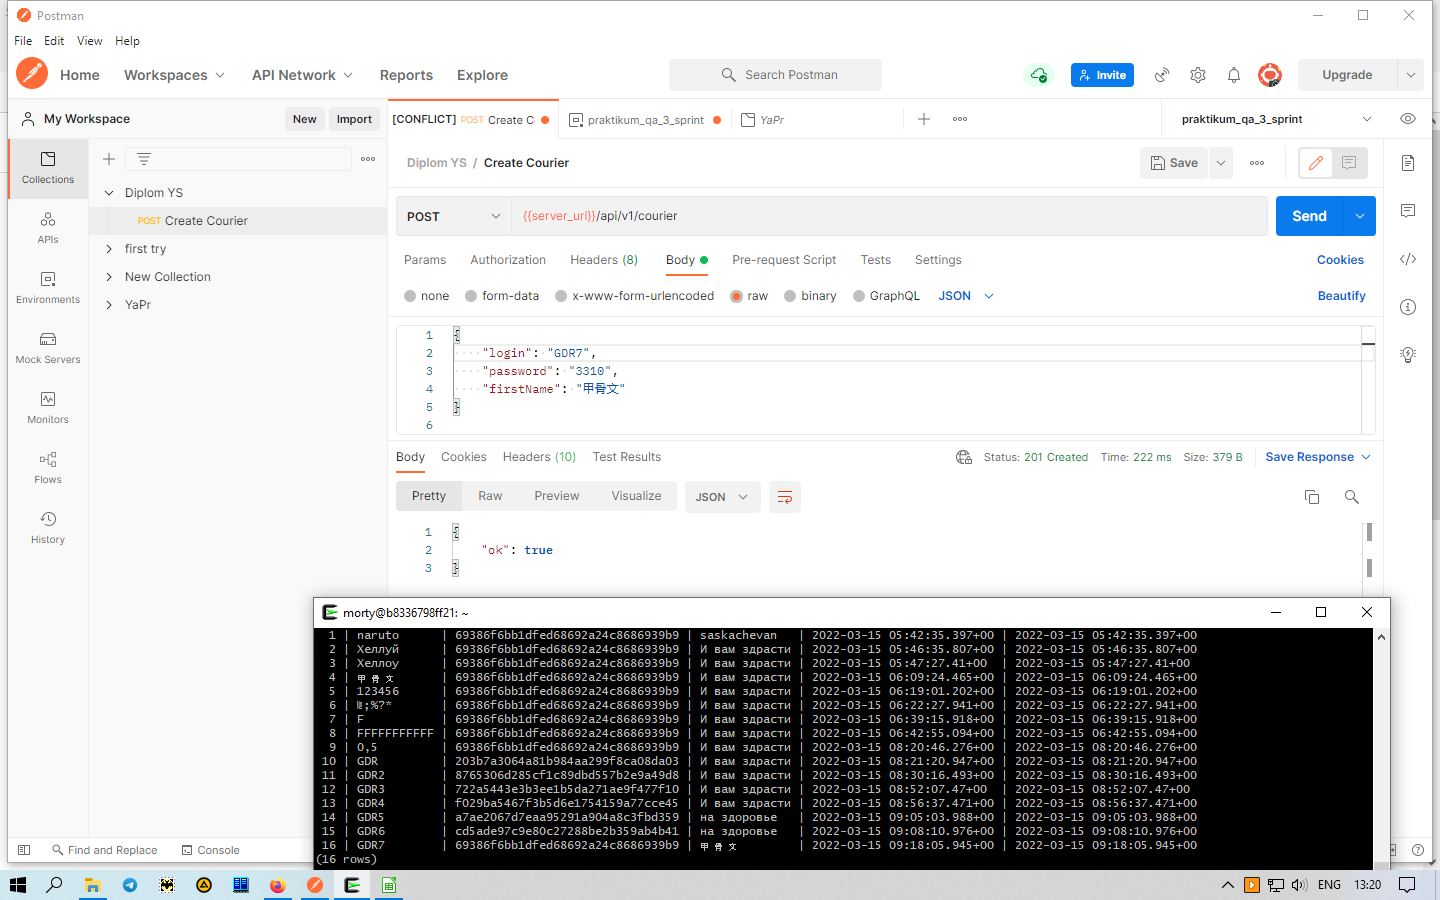 Postman
File Edit View Help
Home Workspaces API Network Reports Explore Search Postman Invite Upgrade
My Workspace New Import [CONFLICT] POST Create C praktikum_qa_3_sprint YaPr praktikum_qa_3_sprint
Collections
APIs
Environments
Mock Servers
Monitors
Flows
History
Diplom YS
POST Create Courier
first try
New Collection
YaPr
Diplom YS / Create Courier Save
POST {{server_url}}/api/v1/courier Send
Params Authorization Headers (8) Body Pre-request Script Tests Settings Cookies
none form-data x-www-form-urlencoded raw binary GraphQL JSON Beautify
1 {
2 "login": "GDR7",
3 "password": "3310",
4 "firstName": "甲骨文"
5 }
6
Body Cookies Headers (10) Test Results Status: 201 Created Time: 222 ms Size: 379 B Save Response
Pretty Raw Preview Visualize JSON
1 {
2 "ok": true
3 }
morty@b8336798ff21: ~
1 | naruto | 69386f6bb1dfed68692a24c8686939b9 | saskachevan | 2022-03-15 05:42:35.397+00 | 2022-03-15 05:42:35.397+00
2 | Хеллуй | 69386f6bb1dfed68692a24c8686939b9 | И вам здрасти | 2022-03-15 05:46:35.807+00 | 2022-03-15 05:46:35.807+00
3 | Хеллоу | 69386f6bb1dfed68692a24c8686939b9 | И вам здрасти | 2022-03-15 05:47:27.41+00 | 2022-03-15 05:47:27.41+00
4 | 甲骨文 | 69386f6bb1dfed68692a24c8686939b9 | И вам здрасти | 2022-03-15 06:09:24.465+00 | 2022-03-15 06:09:24.465+00
5 | 123456 | 69386f6bb1dfed68692a24c8686939b9 | И вам здрасти | 2022-03-15 06:19:01.202+00 | 2022-03-15 06:19:01.202+00
6 | №;%?* | 69386f6bb1dfed68692a24c8686939b9 | И вам здрасти | 2022-03-15 06:22:27.941+00 | 2022-03-15 06:22:27.941+00
7 | F | 69386f6bb1dfed68692a24c8686939b9 | И вам здрасти | 2022-03-15 06:39:15.918+00 | 2022-03-15 06:39:15.918+00
8 | FFFFFFFFFFF | 69386f6bb1dfed68692a24c8686939b9 | И вам здрасти | 2022-03-15 06:42:55.094+00 | 2022-03-15 06:42:55.094+00
9 | 0,5 | 69386f6bb1dfed68692a24c8686939b9 | И вам здрасти | 2022-03-15 08:20:46.276+00 | 2022-03-15 08:20:46.276+00
10 | GDR | 203b7a3064a81b984aa299f8ca08da03 | И вам здрасти | 2022-03-15 08:21:20.947+00 | 2022-03-15 08:21:20.947+00
11 | GDR2 | 8765306d285cf1c89dbd557b2e9a49d8 | И вам здрасти | 2022-03-15 08:30:16.493+00 | 2022-03-15 08:30:16.493+00
12 | GDR3 | 722a5443e3b3ee1b5da271ae9f477f10 | И вам здрасти | 2022-03-15 08:52:07.47+00 | 2022-03-15 08:52:07.47+00
13 | GDR4 | f029ba5467f3b5d6e1754159a77cce45 | И вам здрасти | 2022-03-15 08:56:37.471+00 | 2022-03-15 08:56:37.471+00
14 | GDR5 | a7ae2067d7eaa95291a904a8c3fbd359 | на здоровье | 2022-03-15 09:05:03.988+00 | 2022-03-15 09:05:03.988+00
15 | GDR6 | cd5ade97c9e80c27288be2b359ab4b41 | на здоровье | 2022-03-15 09:08:10.976+00 | 2022-03-15 09:08:10.976+00
16 | GDR7 | 69386f6bb1dfed68692a24c8686939b9 | 甲骨文 | 2022-03-15 09:18:05.945+00 | 2022-03-15 09:18:05.945+00
(16 rows)
Find and Replace Console
ENG 13:20